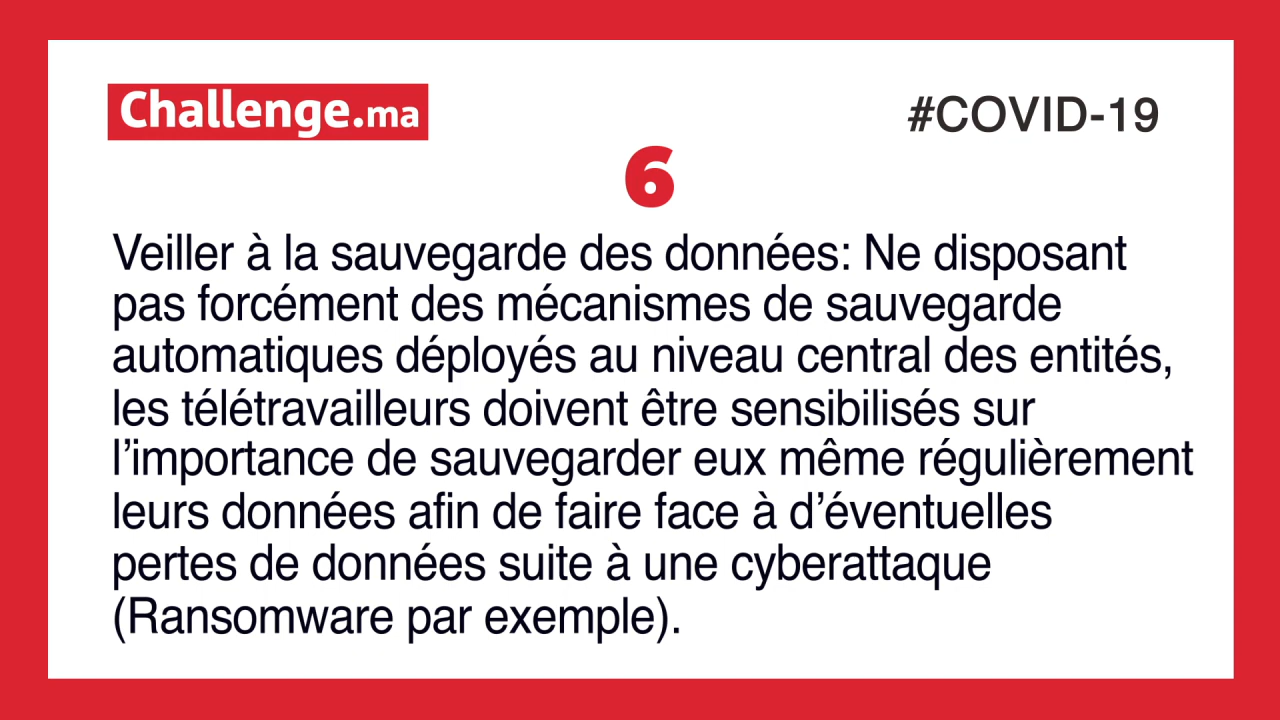 Challenge.ma
#COVID-19
6
Veiller à la sauvegarde des données: Ne disposant
pas forcément des mécanismes de sauvegarde
automatiques déployés au niveau central des entités,
les télétravailleurs doivent être sensibilisés sur
l’importance de sauvegarder eux même régulièrement
leurs données afin de faire face à d’éventuelles
pertes de données suite à une cyberattaque
(Ransomware par exemple).